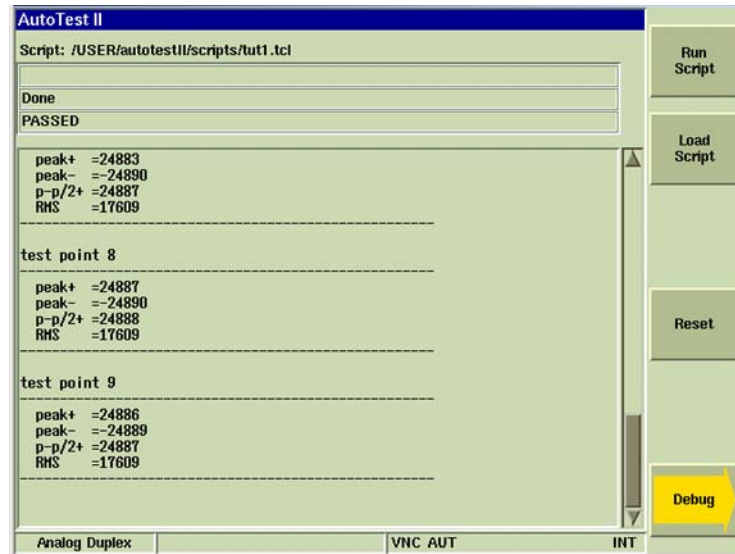 AutoTest II
Script: /USER/autotestII/scripts/tut1.tcl
Done
PASSED
peak+ =24883
peak- =-24890
p-p/2+ =24887
RMS =17609
--------------------------------------------------
test point 8
--------------------------------------------------
peak+ =24887
peak- =-24890
p-p/2+ =24888
RMS =17609
--------------------------------------------------
test point 9
--------------------------------------------------
peak+ =24886
peak- =-24889
p-p/2+ =24887
RMS =17609
--------------------------------------------------
Run
Script
Load
Script
Reset
Debug
Analog Duplex
VNC AUT
INT